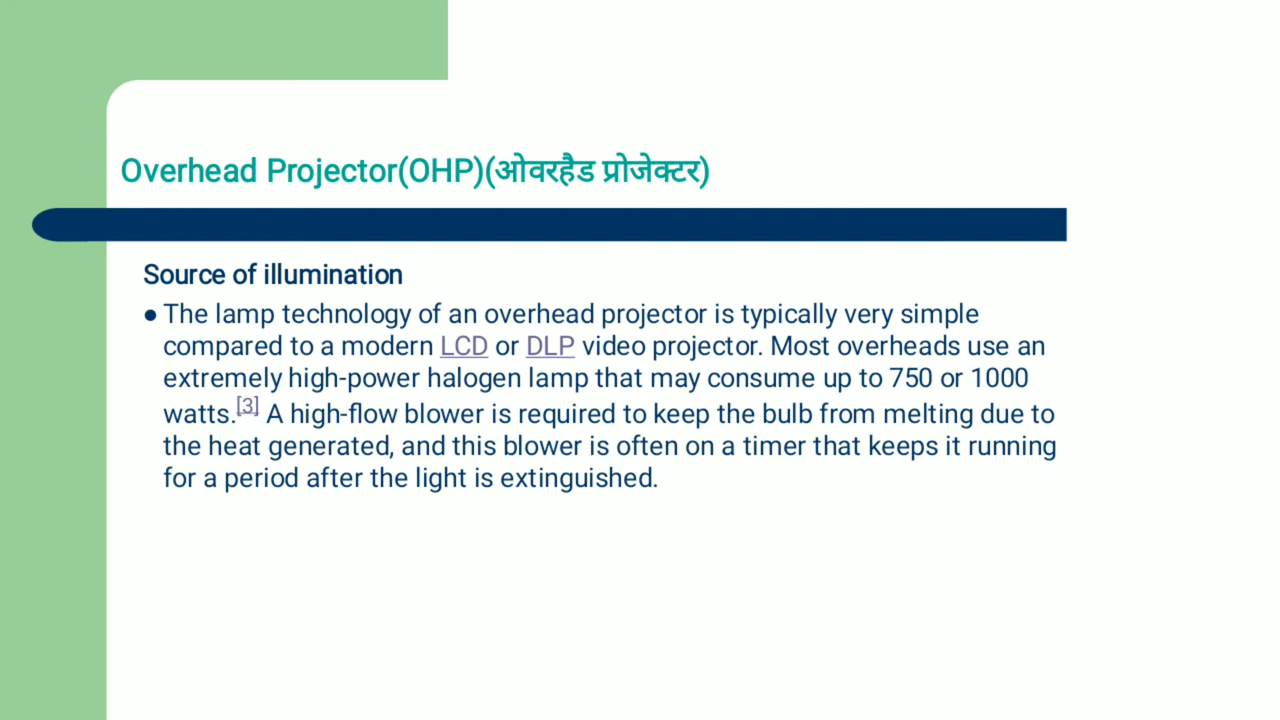 Overhead Projector(OHP)(ओवरहैड प्रोजेक्टर)
Source of illumination
● The lamp technology of an overhead projector is typically very simple
compared to a modern LCD or DLP video projector. Most overheads use an
extremely high-power halogen lamp that may consume up to 750 or 1000
watts.[3] A high-flow blower is required to keep the bulb from melting due to
the heat generated, and this blower is often on a timer that keeps it running
for a period after the light is extinguished.